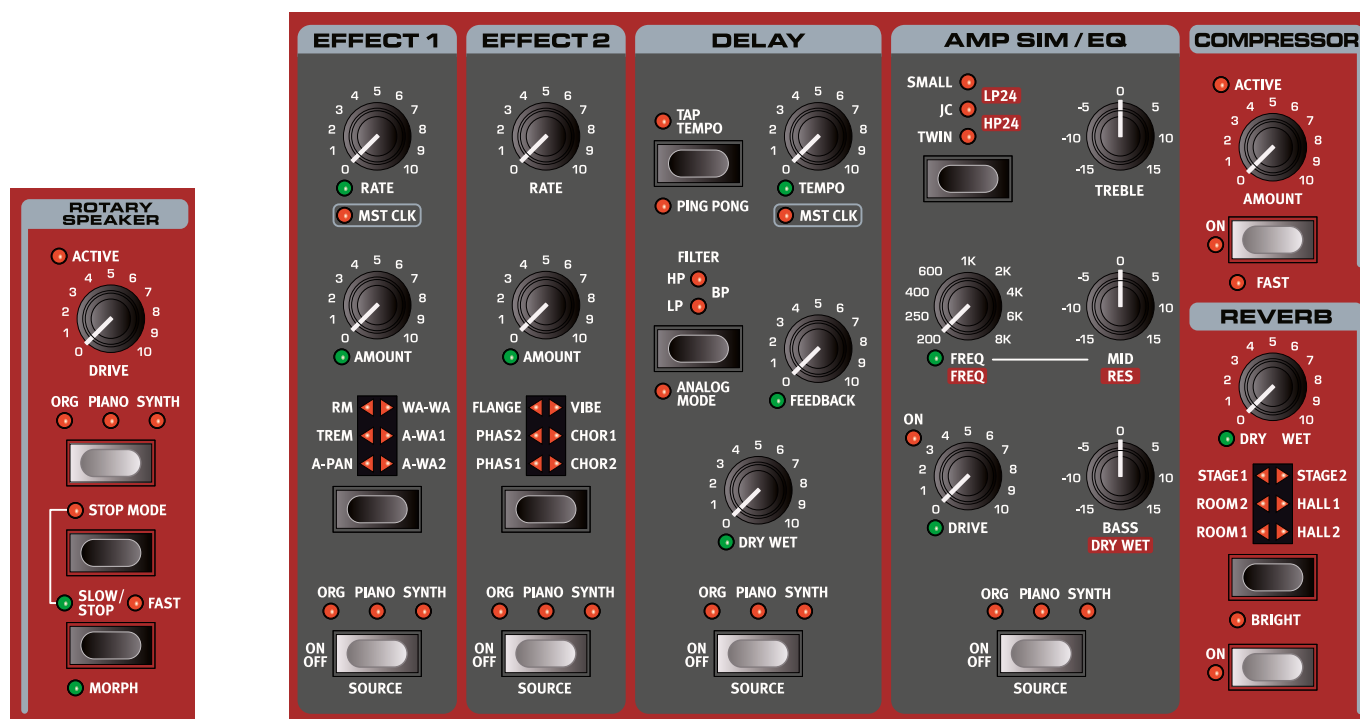 ROTARY
SPEAKER
ACTIVE
0 1 2 3 4 5 6 7 8 9 10
DRIVE
ORG PIANO SYNTH
STOP MODE
SLOW/
STOP
FAST
MORPH
EFFECT 1
0 1 2 3 4 5 6 7 8 9 10
RATE
MST CLK
0 1 2 3 4 5 6 7 8 9 10
AMOUNT
RM WA-WA
TREM A-WA1
A-PAN A-WA2
ORG PIANO SYNTH
ON
OFF
SOURCE
EFFECT 2
0 1 2 3 4 5 6 7 8 9 10
RATE
0 1 2 3 4 5 6 7 8 9 10
AMOUNT
FLANGE VIBE
PHAS2 CHOR1
PHAS1 CHOR2
ORG PIANO SYNTH
ON
OFF
SOURCE
DELAY
TAP
TEMPO
PING PONG
0 1 2 3 4 5 6 7 8 9 10
TEMPO
MST CLK
FILTER
HP
BP
LP
ANALOG
MODE
0 1 2 3 4 5 6 7 8 9 10
FEEDBACK
0 1 2 3 4 5 6 7 8 9 10
DRY WET
ORG PIANO SYNTH
ON
OFF
SOURCE
AMP SIM / EQ
SMALL
LP24
JC
HP24
TWIN
-15 -10 -5 0 5 10 15
TREBLE
200 250 400 600 1K 2K 4K 6K 8K
FREQ
FREQ
-15 -10 -5 0 5 10 15
MID
RES
ON
0 1 2 3 4 5 6 7 8 9 10
DRIVE
-15 -10 -5 0 5 10 15
BASS
DRY WET
ORG PIANO SYNTH
ON
OFF
SOURCE
COMPRESSOR
ACTIVE
0 1 2 3 4 5 6 7 8 9 10
AMOUNT
ON
FAST
REVERB
0 1 2 3 4 5 6 7 8 9 10
DRY WET
STAGE1 STAGE2
ROOM2 HALL1
ROOM1 HALL2
BRIGHT
ON